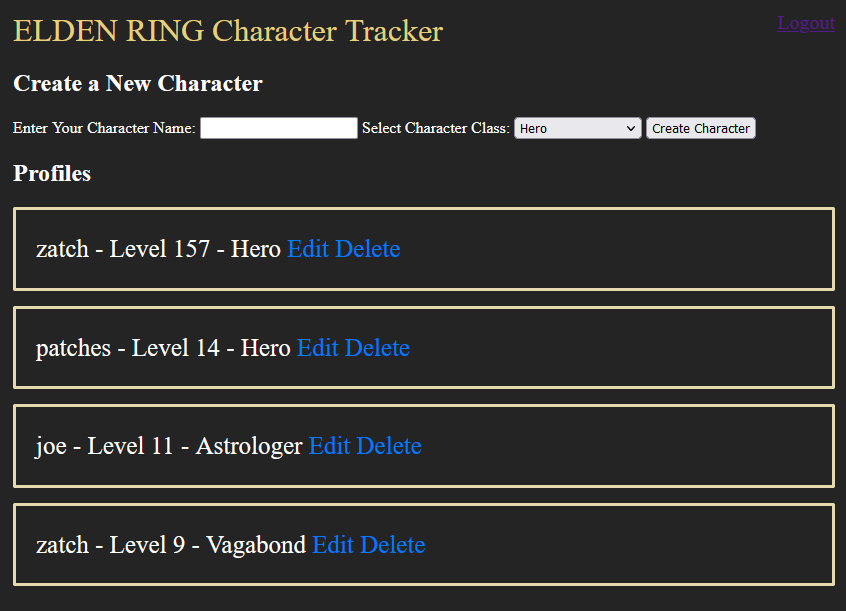 ELDEN RING Character Tracker Logout
Create a New Character
Enter Your Character Name: Select Character Class: Hero Create Character
Profiles
zatch - Level 157 - Hero Edit Delete
patches - Level 14 - Hero Edit Delete
joe - Level 11 - Astrologer Edit Delete
zatch - Level 9 - Vagabond Edit Delete